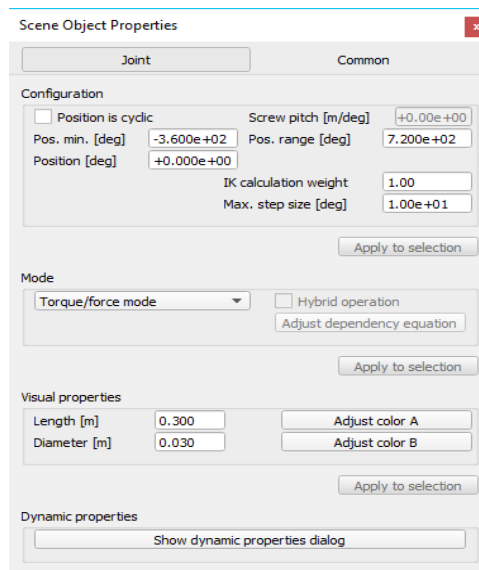 Scene Object Properties x
Joint Common
Configuration
Position is cyclic Screw pitch [m/deg] +0.00e+00
Pos. min. [deg] -3.600e+02 Pos. range [deg] 7.200e+02
Position [deg] +0.000e+00
IK calculation weight 1.00
Max. step size [deg] 1.00e+01
Apply to selection
Mode
Torque/force mode Hybrid operation
Adjust dependency equation
Apply to selection
Visual properties
Length [m] 0.300 Adjust color A
Diameter [m] 0.030 Adjust color B
Apply to selection
Dynamic properties
Show dynamic properties dialog